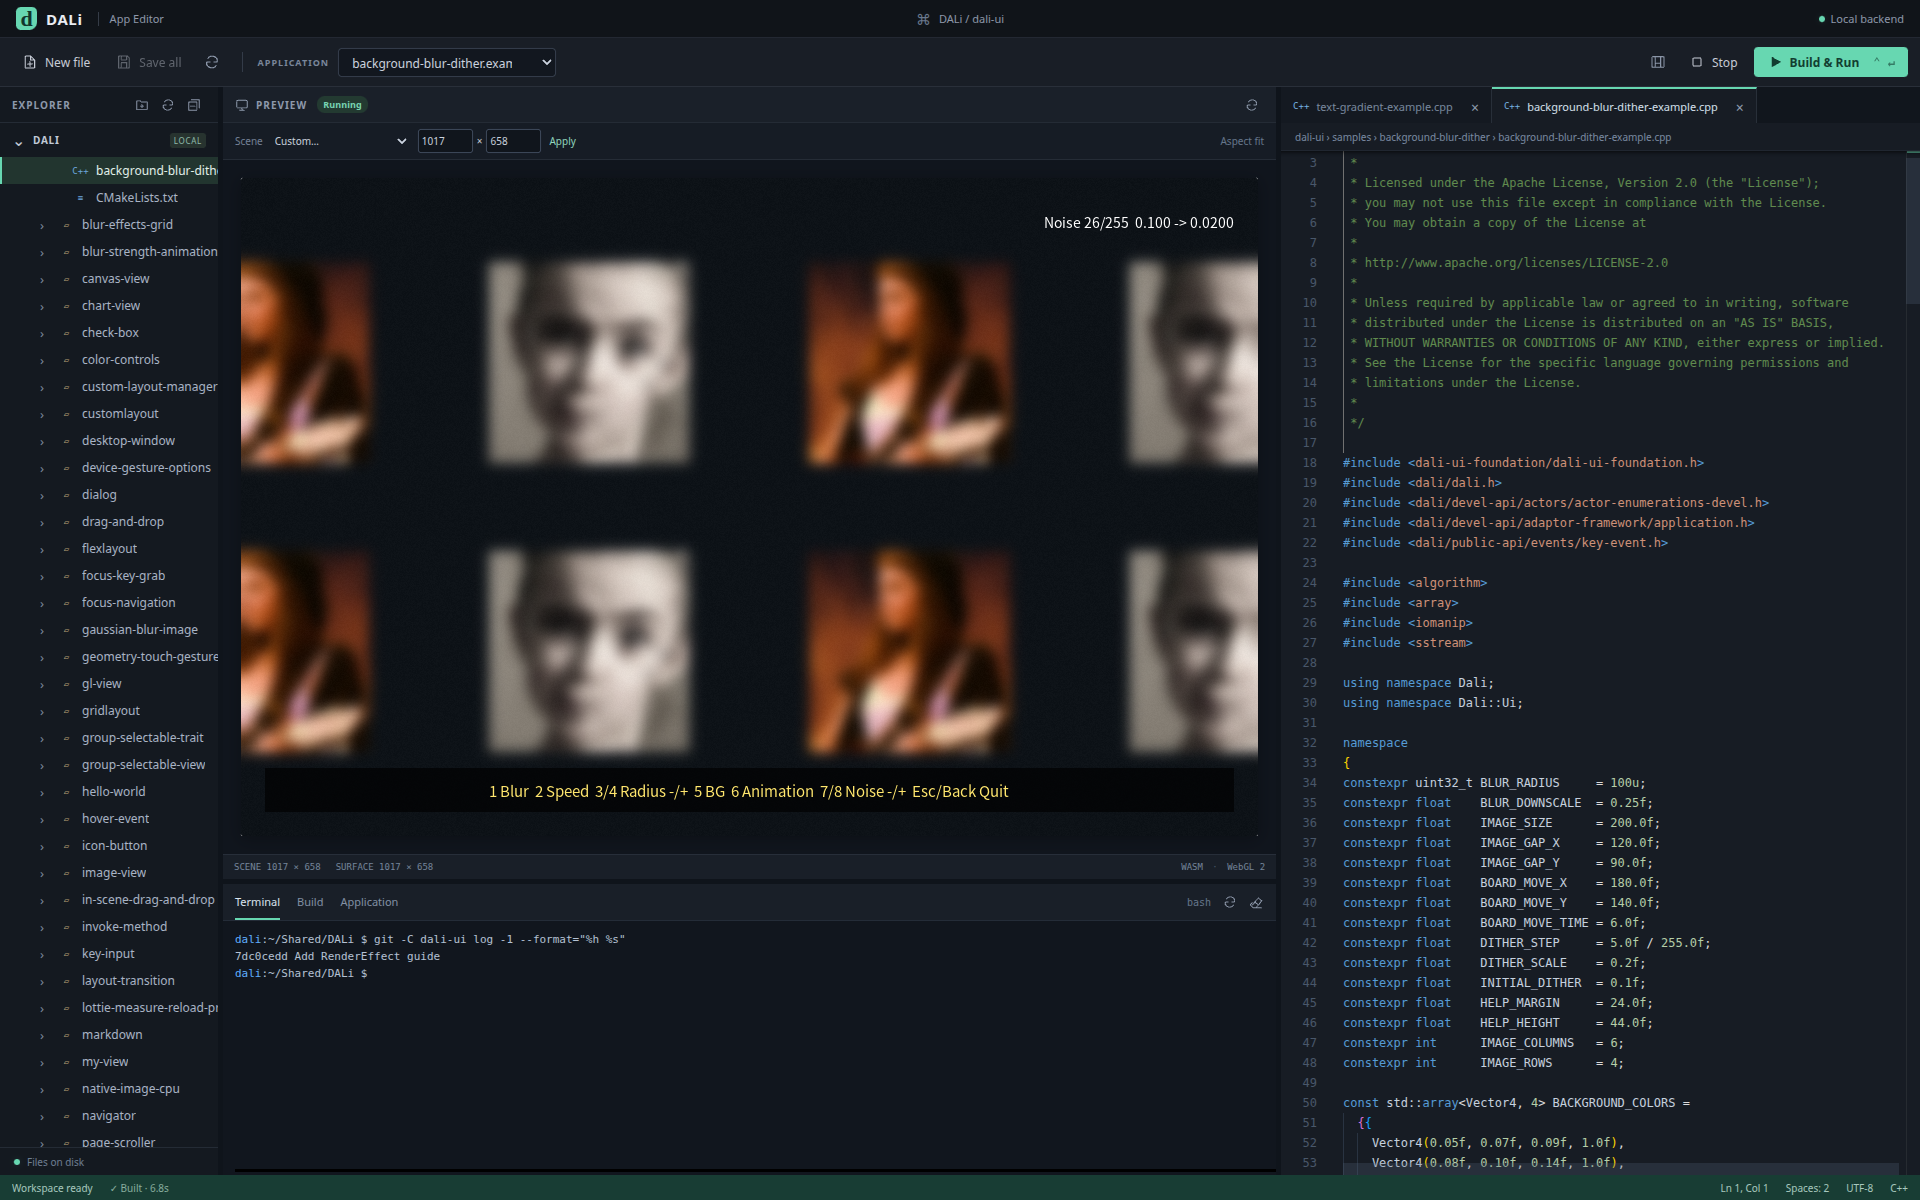 d DALi App Editor
⌘ DALi / dali-ui
Local backend
New file Save all APPLICATION background-blur-dither.exan
Stop Build & Run ⌃ ↵
EXPLORER
DALI LOCAL
C++ background-blur-dithe
CMakeLists.txt
blur-effects-grid
blur-strength-animation
canvas-view
chart-view
check-box
color-controls
custom-layout-manager
customlayout
desktop-window
device-gesture-options
dialog
drag-and-drop
flexlayout
focus-key-grab
focus-navigation
gaussian-blur-image
geometry-touch-gesture
gl-view
gridlayout
group-selectable-trait
group-selectable-view
hello-world
hover-event
icon-button
image-view
in-scene-drag-and-drop
invoke-method
key-input
layout-transition
lottie-measure-reload-pr
markdown
my-view
native-image-cpu
navigator
page-scroller
Files on disk
PREVIEW Running
Scene Custom... 1017 × 658 Apply Aspect fit
Noise 26/255 0.100 -> 0.0200
1 Blur 2 Speed 3/4 Radius -/+ 5 BG 6 Animation 7/8 Noise -/+ Esc/Back Quit
SCENE 1017 × 658 SURFACE 1017 × 658 WASM · WebGL 2
Terminal Build Application bash
dali:~/Shared/DALi $ git -C dali-ui log -1 --format="%h %s"
7dc0cedd Add RenderEffect guide
dali:~/Shared/DALi $
C++ text-gradient-example.cpp × C++ background-blur-dither-example.cpp ×
dali-ui › samples › background-blur-dither › background-blur-dither-example.cpp
3 *
4 * Licensed under the Apache License, Version 2.0 (the "License");
5 * you may not use this file except in compliance with the License.
6 * You may obtain a copy of the License at
7 *
8 * http://www.apache.org/licenses/LICENSE-2.0
9 *
10 * Unless required by applicable law or agreed to in writing, software
11 * distributed under the License is distributed on an "AS IS" BASIS,
12 * WITHOUT WARRANTIES OR CONDITIONS OF ANY KIND, either express or implied.
13 * See the License for the specific language governing permissions and
14 * limitations under the License.
15 *
16 */
17
18 #include <dali-ui-foundation/dali-ui-foundation.h>
19 #include <dali/dali.h>
20 #include <dali/devel-api/actors/actor-enumerations-devel.h>
21 #include <dali/devel-api/adaptor-framework/application.h>
22 #include <dali/public-api/events/key-event.h>
23
24 #include <algorithm>
25 #include <array>
26 #include <iomanip>
27 #include <sstream>
28
29 using namespace Dali;
30 using namespace Dali::Ui;
31
32 namespace
33 {
34 constexpr uint32_t BLUR_RADIUS = 100u;
35 constexpr float BLUR_DOWNSCALE = 0.25f;
36 constexpr float IMAGE_SIZE = 200.0f;
37 constexpr float IMAGE_GAP_X = 120.0f;
38 constexpr float IMAGE_GAP_Y = 90.0f;
39 constexpr float BOARD_MOVE_X = 180.0f;
40 constexpr float BOARD_MOVE_Y = 140.0f;
41 constexpr float BOARD_MOVE_TIME = 6.0f;
42 constexpr float DITHER_STEP = 5.0f / 255.0f;
43 constexpr float DITHER_SCALE = 0.2f;
44 constexpr float INITIAL_DITHER = 0.1f;
45 constexpr float HELP_MARGIN = 24.0f;
46 constexpr float HELP_HEIGHT = 44.0f;
47 constexpr int IMAGE_COLUMNS = 6;
48 constexpr int IMAGE_ROWS = 4;
49
50 const std::array<Vector4, 4> BACKGROUND_COLORS =
51 {{
52 Vector4(0.05f, 0.07f, 0.09f, 1.0f),
53 Vector4(0.08f, 0.10f, 0.14f, 1.0f),
Workspace ready ✓ Built · 6.8s
Ln 1, Col 1 Spaces: 2 UTF-8 C++